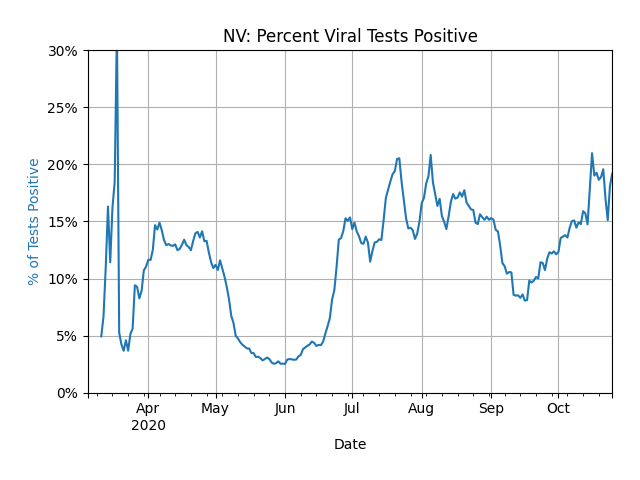 NV: Percent Viral Tests Positive
30%
25%
20%
15%
10%
5%
0%
% of Tests Positive
Apr
2020
May
Jun
Jul
Aug
Sep
Oct
Date